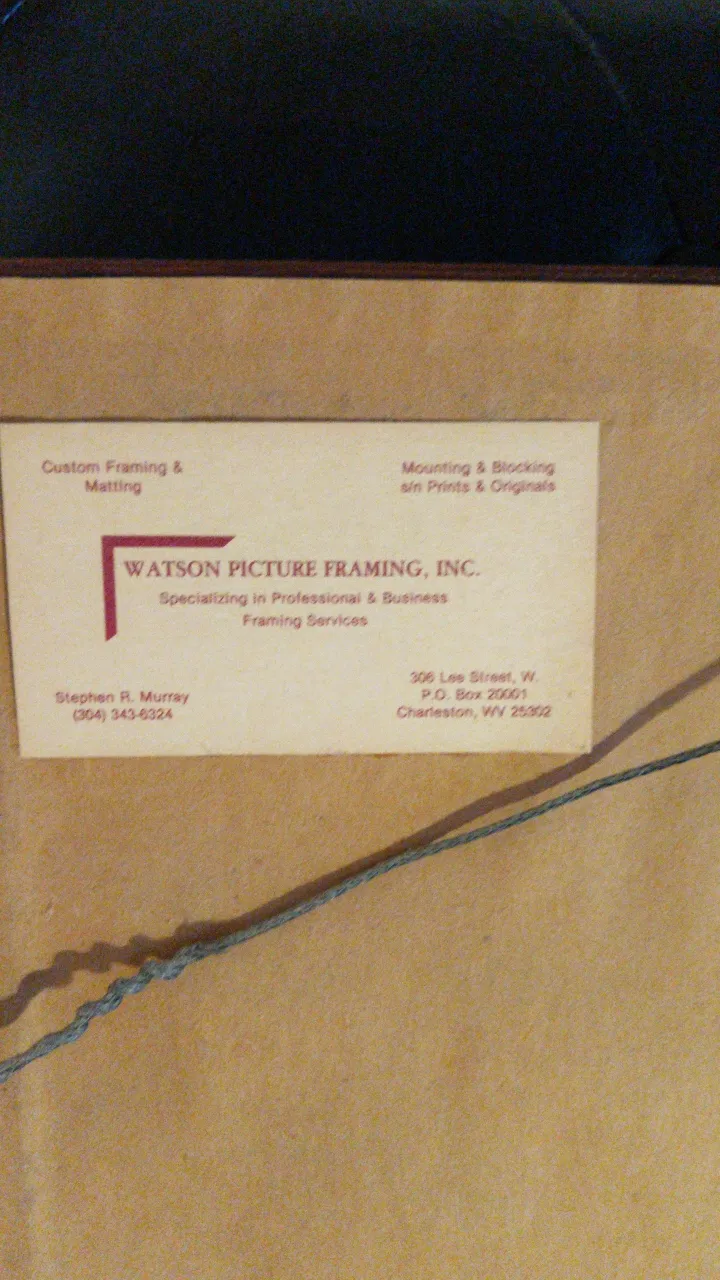 Custom Framing &
Matting
Mounting & Blocking
s/n Prints & Originals
WATSON PICTURE FRAMING, INC.
Specializing in Professional & Business
Framing Services
Stephen R. Murray
(304) 343-6324
306 Lee Street, W.
P.O. Box 20001
Charleston, WV 25302